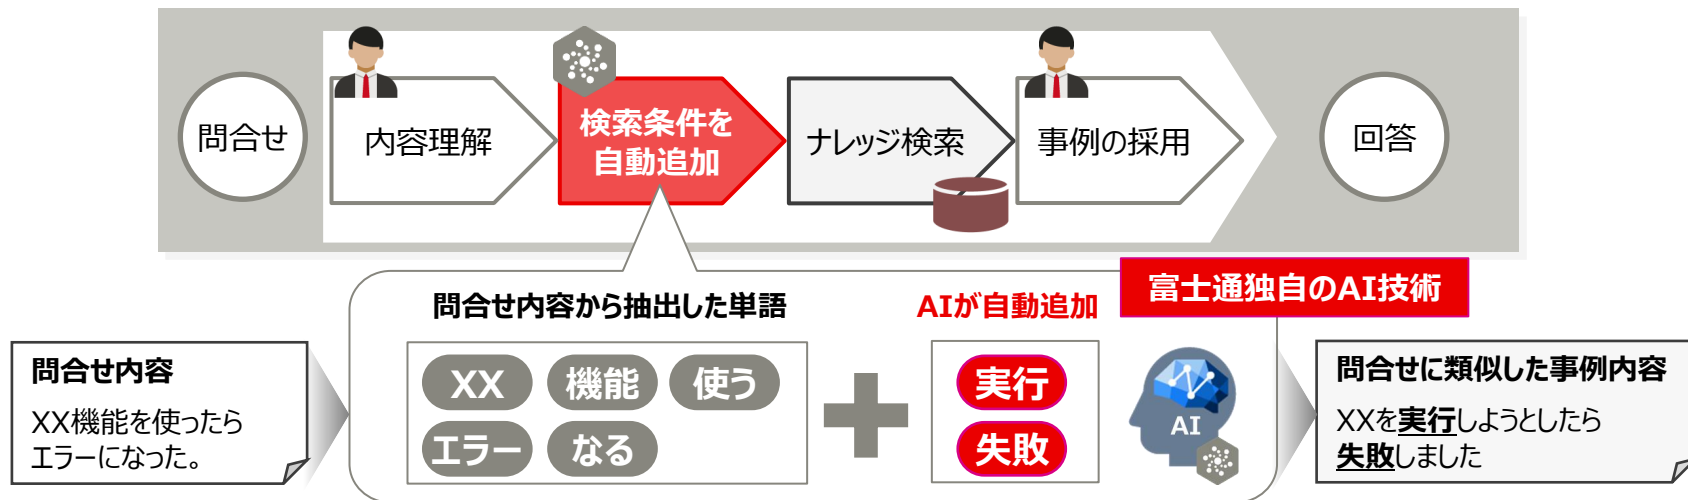 問合せ
内容理解
検索条件を
自動追加
ナレッジ検索
事例の採用
回答
富士通独自のAI技術
問合せ内容から抽出した単語
AIが自動追加
問合せ内容
XX機能を使ったら
エラーになった。
XX 機能 使う
エラー なる
実行
失敗
AI
問合せに類似した事例内容
XXを実行しようとしたら
失敗しました